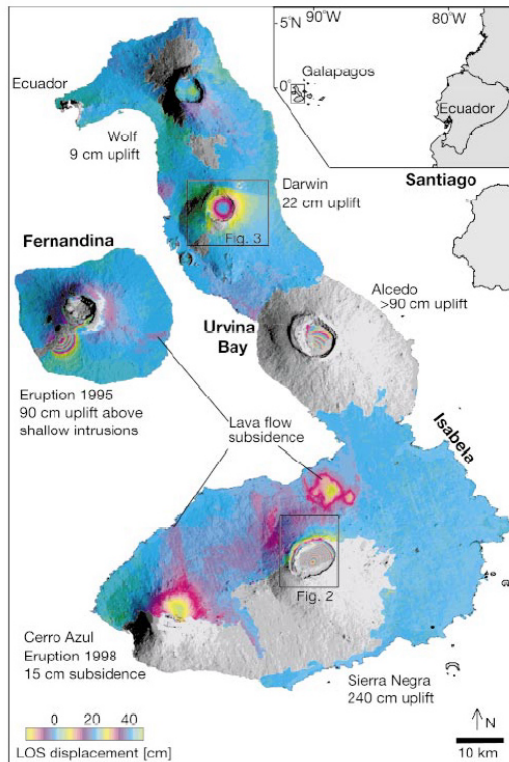 5°N
90°W
80°W
Galapagos
0°
Ecuador
Ecuador
Wolf
9 cm uplift
Santiago
Darwin
22 cm uplift
Fig. 3
Fernandina
Alcedo
>90 cm uplift
Urvina
Bay
Eruption 1995
90 cm uplift above
shallow intrusions
Lava flow
subsidence
Isabela
Fig. 2
Cerro Azul
Eruption 1998
15 cm subsidence
Sierra Negra
240 cm uplift
0 20 40
LOS displacement [cm]
N
10 km